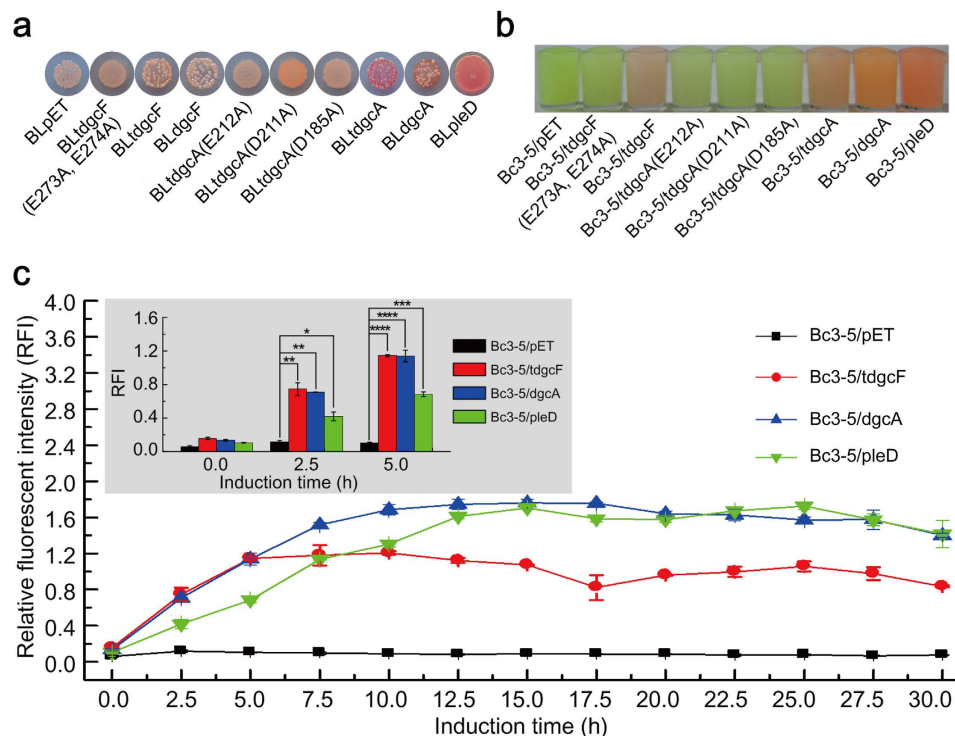 a
BLpET
BLtdgcF
(E273A, E274A)
BLtdgcF
BLdgcF
BLtdgcA(E212A)
BLtdgcA(D211A)
BLtdgcA(D185A)
BLtdgcA
BLdgcA
BLpleD
b
Bc3-5/pET
Bc3-5/tdgcF
(E273A, E274A)
Bc3-5/tdgcF
Bc3-5/tdgcA(E212A)
Bc3-5/tdgcA(D211A)
Bc3-5/tdgcA(D185A)
Bc3-5/tdgcA
Bc3-5/dgcA
Bc3-5/pleD
c
Relative fluorescent intensity (RFI)
4.0
3.6
3.2
2.8
2.4
2.0
1.6
1.2
0.8
0.4
0.0
0.0 2.5 5.0 7.5 10.0 12.5 15.0 17.5 20.0 22.5 25.0 27.5 30.0
Induction time (h)
RFI
1.6
1.2
0.8
0.4
0.0
0.0 2.5 5.0
Induction time (h)
*
**
**
***
****
****
Bc3-5/pET
Bc3-5/tdgcF
Bc3-5/dgcA
Bc3-5/pleD
Bc3-5/pET
Bc3-5/tdgcF
Bc3-5/dgcA
Bc3-5/pleD